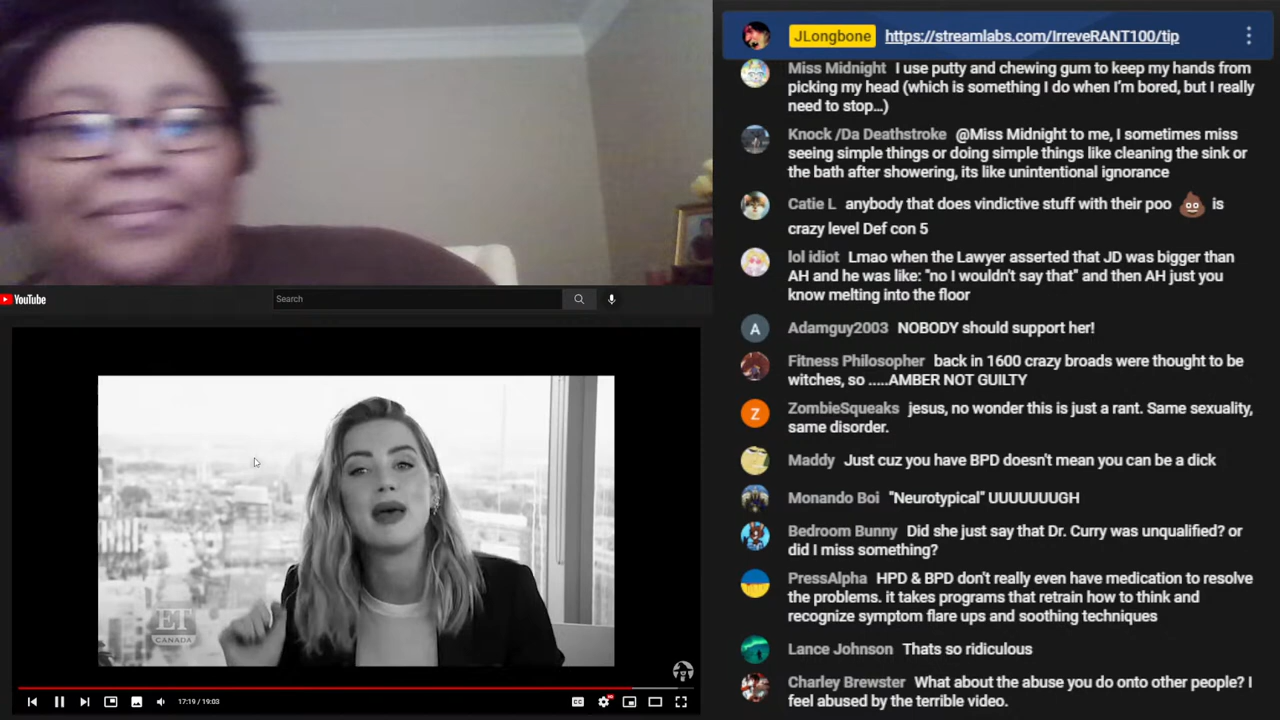 JLongbone https://streamlabs.com/IrreveRANT100/tip
Miss Midnight I use putty and chewing gum to keep my hands from
picking my head (which is something I do when I'm bored, but I really
need to stop...)
Knock /Da Deathstroke @Miss Midnight to me, I sometimes miss
seeing simple things or doing simple things like cleaning the sink or
the bath after showering, its like unintentional ignorance
Catie L anybody that does vindictive stuff with their poo 💩 is
crazy level Def con 5
lol idiot Lmao when the Lawyer asserted that JD was bigger than
AH and he was like: "no I wouldn't say that" and then AH just you
know melting into the floor
A Adamguy2003 NOBODY should support her!
Fitness Philosopher back in 1600 crazy broads were thought to be
witches, so .....AMBER NOT GUILTY
Z ZombieSqueaks jesus, no wonder this is just a rant. Same sexuality,
same disorder.
Maddy Just cuz you have BPD doesn't mean you can be a dick
Monando Boi "Neurotypical" UUUUUUUGH
Bedroom Bunny Did she just say that Dr. Curry was unqualified? or
did I miss something?
PressAlpha HPD & BPD don't really even have medication to resolve
the problems. it takes programs that retrain how to think and
recognize symptom flare ups and soothing techniques
Lance Johnson Thats so ridiculous
Charley Brewster What about the abuse you do onto other people? I
feel abused by the terrible video.
YouTube
Search
ET
CANADA
17:19 / 19:03
CC
HD